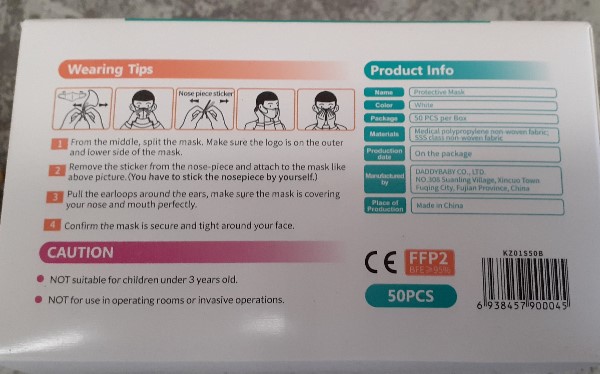 Wearing Tips
Nose piece sticker
1 From the middle, split the mask. Make sure the logo is on the outer
and lower side of the mask.
2 Remove the sticker from the nose-piece and attach to the mask like
above picture.(You have to stick the nosepiece by yourself.)
3 Pull the earloops around the ears, make sure the mask is covering
your nose and mouth perfectly.
4 Confirm the mask is secure and tight around your face.
CAUTION
NOT suitable for children under 3 years old.
NOT for use in operating rooms or invasive operations.
Product Info
Name Protective Mask
Color White
Package 50 PCS per Box
Materials Medical polypropylene non-woven fabric;
SSS class non-woven fabric
Production
date On the package
Manufactured
by DADDYBABY CO., LTD.
NO.305 Suanling Village, Xincuo Town
Fuqing City, Fujian Province, China
Place of
Production Made in China
CE FFP2
BFE≥95%
50PCS
KZ01S50B
6 938457 900045